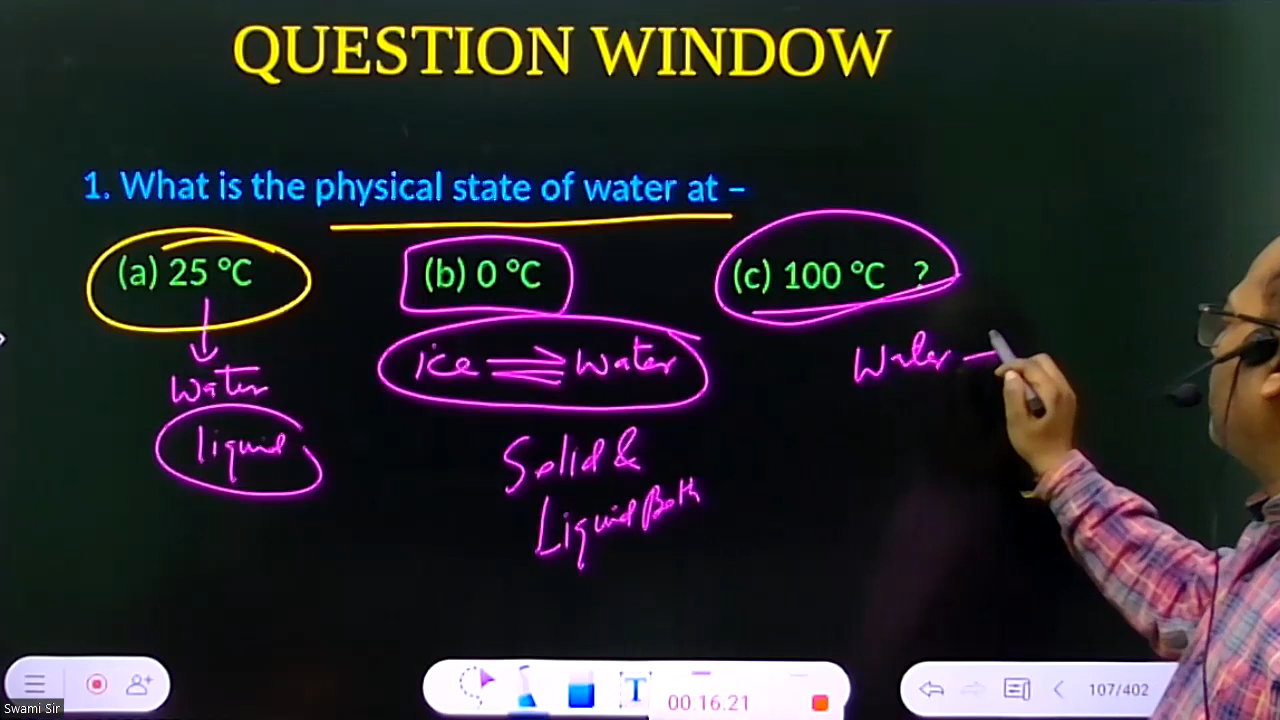 QUESTION WINDOW
1. What is the physical state of water at –
(a) 25 °C (b) 0 °C (c) 100 °C ?
Water
liquid
ice ⇌ water
Solid &
Liquid Both
Water –
00.16.21
107/402
T
Swami Sir